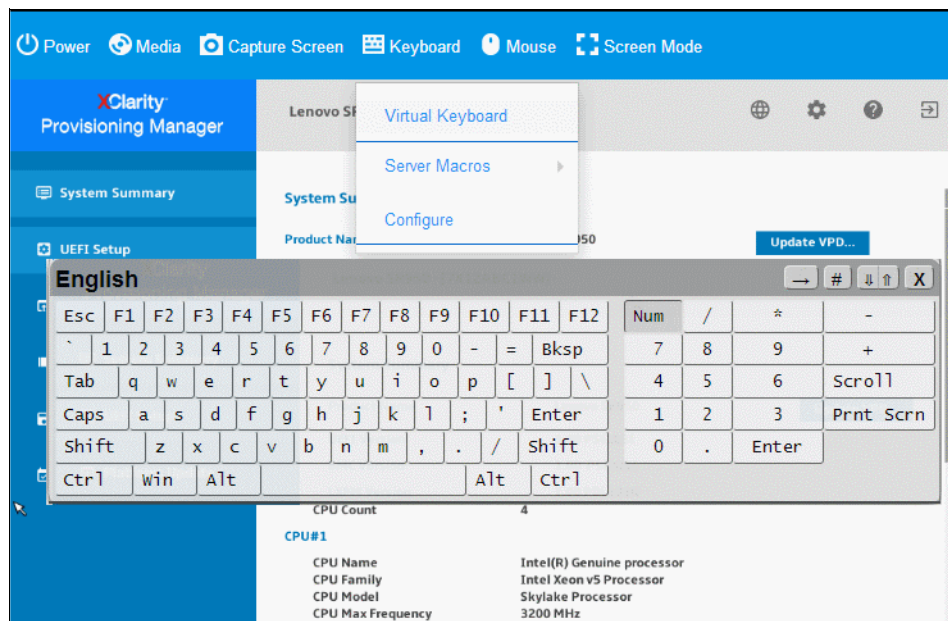 Power Media Capture Screen Keyboard Mouse Screen Mode
XClarity
Provisioning Manager
Lenovo
Virtual Keyboard
Server Macros
Configure
System Summary
UEFI Setup
System Su
Product Nar
950
Update VPD...
English
→ # ⇓⇑ X
Esc F1 F2 F3 F4 F5 F6 F7 F8 F9 F10 F11 F12 Num / * -
` 1 2 3 4 5 6 7 8 9 0 - = Bksp 7 8 9 +
Tab q w e r t y u i o p [ ] \ 4 5 6 Scroll
Caps a s d f g h j k l ; ' Enter 1 2 3 Prnt Scrn
Shift z x c v b n m , . / Shift 0 . Enter
Ctrl Win Alt Alt Ctrl
CPU Count 4
CPU#1
CPU Name Intel(R) Genuine processor
CPU Family Intel Xeon v5 Processor
CPU Model Skylake Processor
CPU Max Frequency 3200 MHz